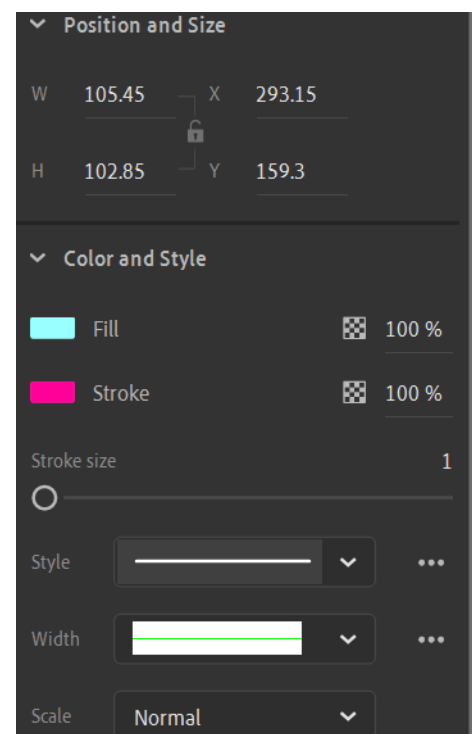 Position and Size
W 105.45 X 293.15
H 102.85 Y 159.3
Color and Style
Fill 100 %
Stroke 100 %
Stroke size 1
Style
Width
Scale Normal